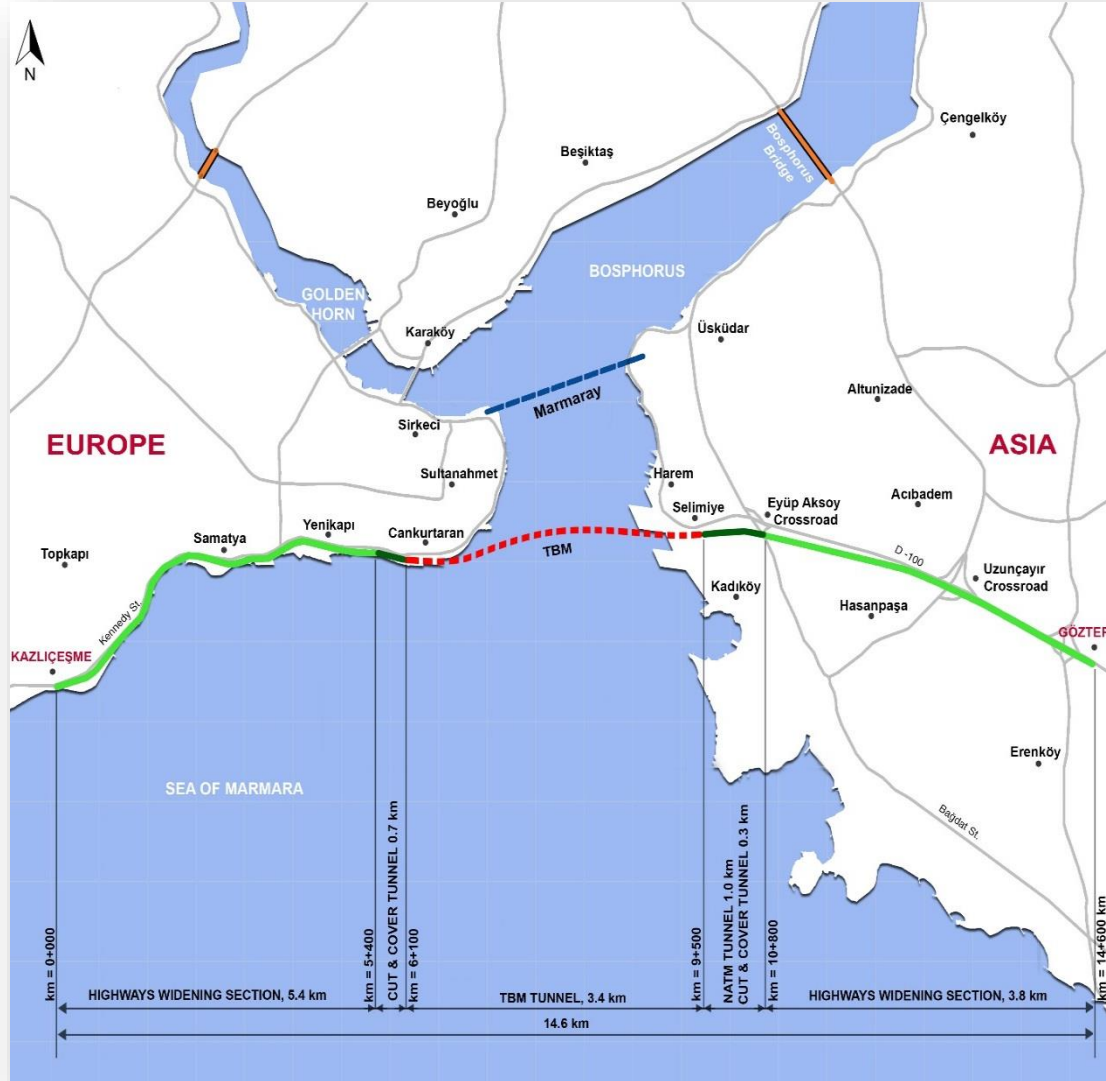 N
Çengelköy
Beşiktaş
Bosphorus
Bridge
Beyoğlu
BOSPHORUS
GOLDEN
HORN
Karaköy
Üsküdar
Marmaray
Altunizade
Sirkeci
EUROPE
ASIA
Sultanahmet
Harem
Acıbadem
Selimiye
Eyüp Aksoy
Crossroad
Yenikapı
Samatya
Cankurtaran
Topkapı
TBM
D -100
Uzunçayır
Crossroad
Kadıköy
Hasanpaşa
Kennedy St.
GÖZTEP
KAZLIÇEŞME
Erenköy
SEA OF MARMARA
Bağdat St.
km = 0+000
km = 5+400
CUT & COVER TUNNEL 0.7 km
km = 6+100
km = 9+500
NATM TUNNEL 1.0 km
CUT & COVER TUNNEL 0.3 km
km = 10+800
km = 14+600 km
HIGHWAYS WIDENING SECTION, 5.4 km
TBM TUNNEL, 3.4 km
HIGHWAYS WIDENING SECTION, 3.8 km
14.6 km